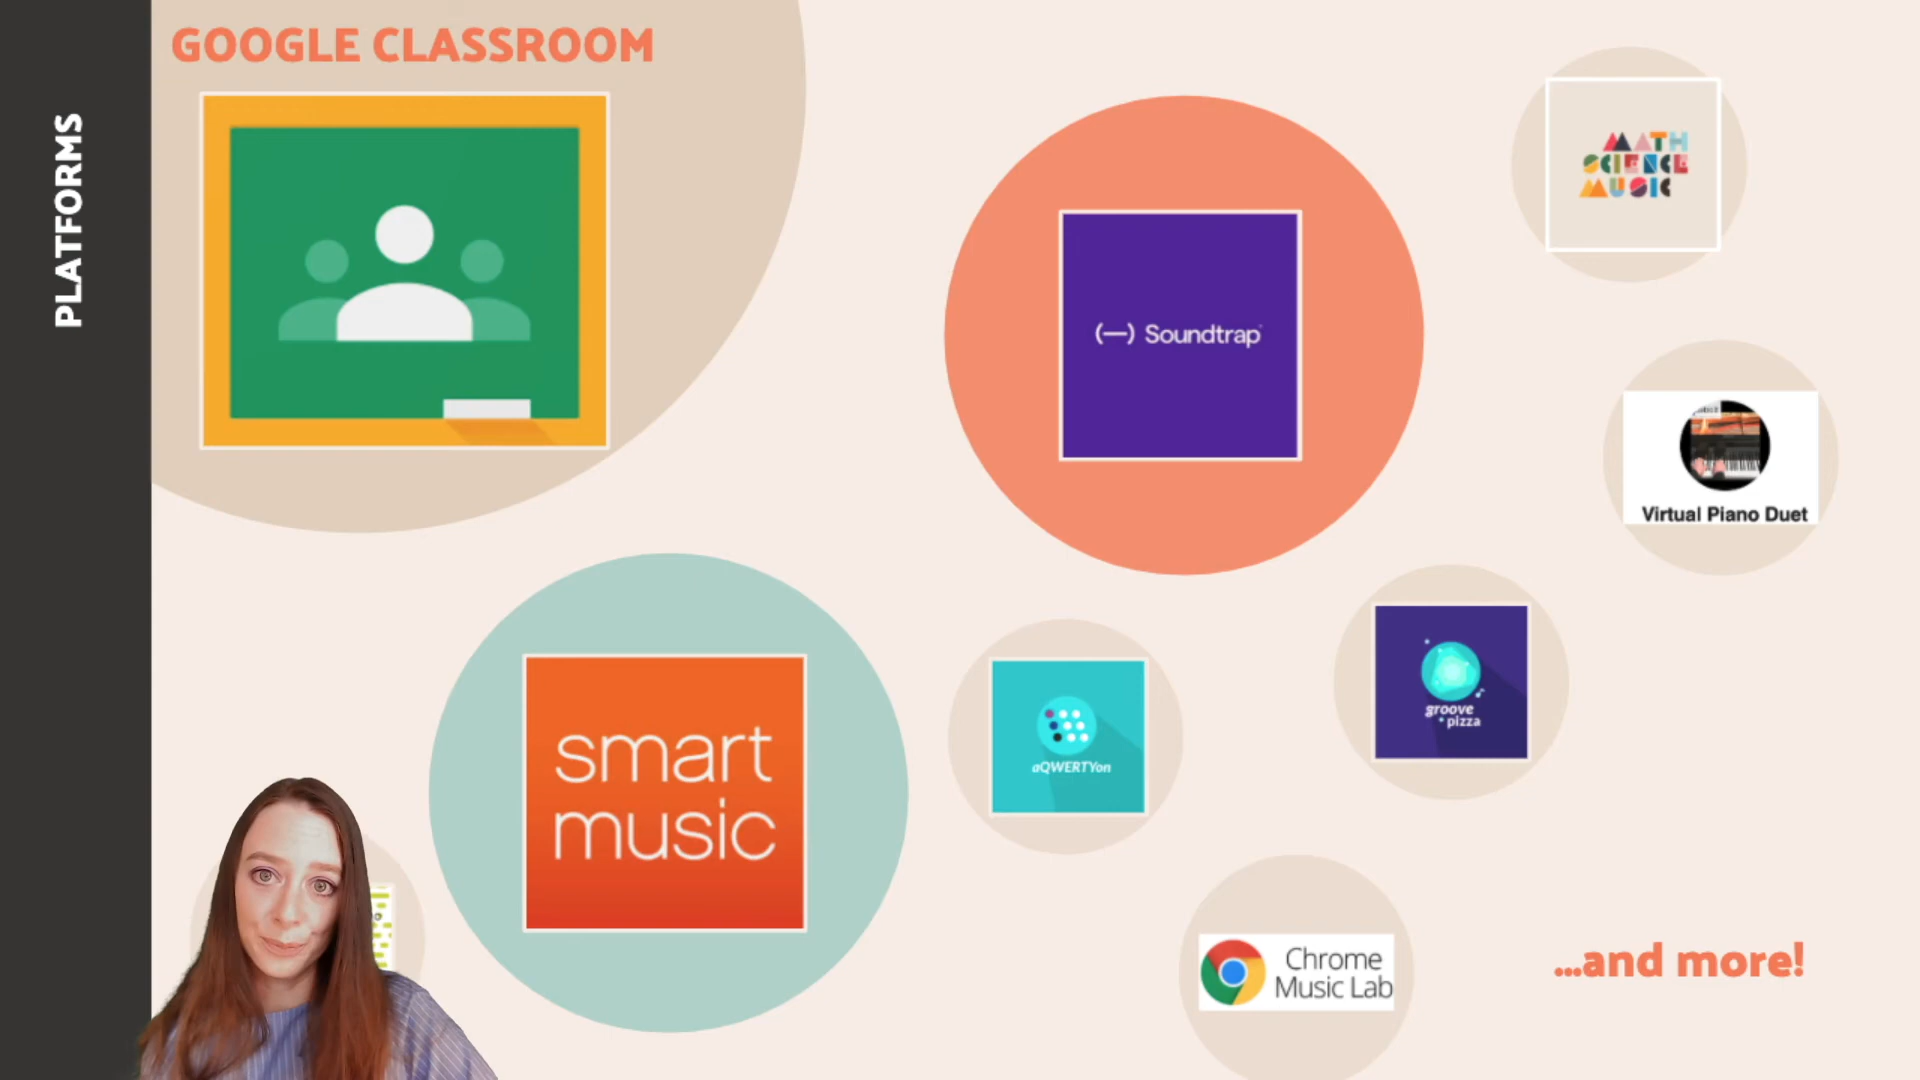 PLATFORMS
GOOGLE CLASSROOM
Soundtrap
MATH
SCIENCE
MUSIC
Virtual Piano Duet
smart
music
aQWERTYon
groove
pizza
Chrome
Music Lab
...and more!